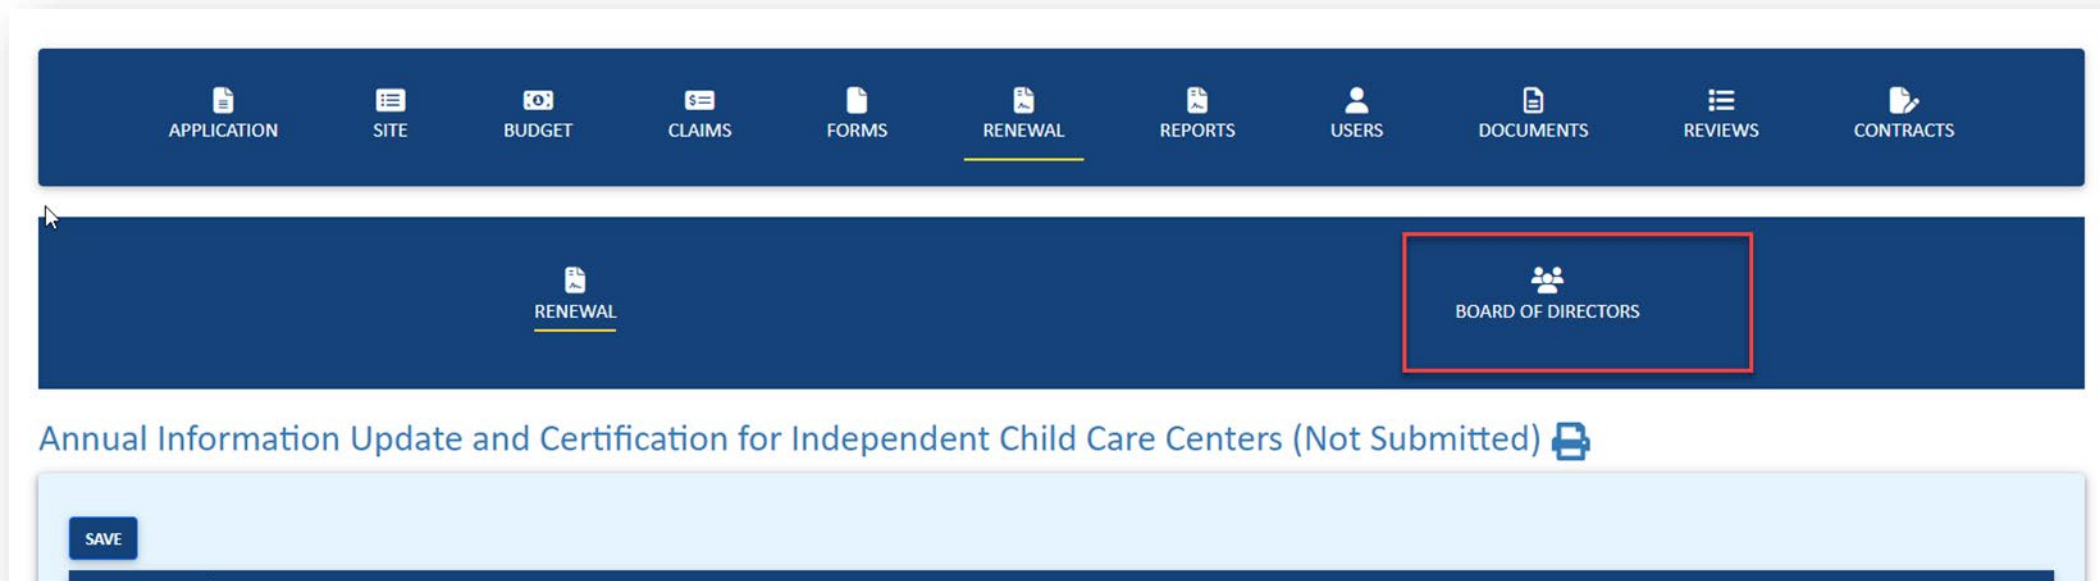 APPLICATION SITE BUDGET CLAIMS FORMS RENEWAL REPORTS USERS DOCUMENTS REVIEWS CONTRACTS
RENEWAL BOARD OF DIRECTORS
Annual Information Update and Certification for Independent Child Care Centers (Not Submitted)
SAVE